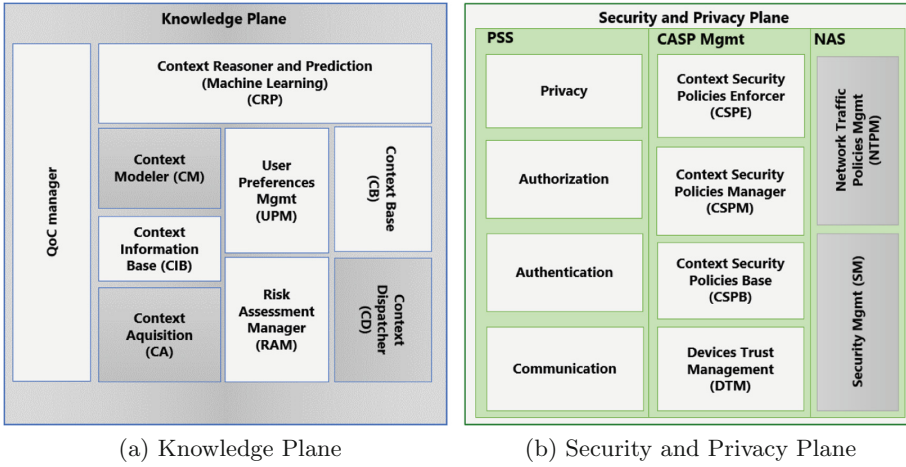 Knowledge Plane
QoC manager
Context Reasoner and Prediction
(Machine Learning)
(CRP)
Context
Modeler (CM)
User
Preferences
Mgmt
(UPM)
Context Base
(CB)
Context
Information
Base (CIB)
Context
Aquisition
(CA)
Risk
Assessment
Manager
(RAM)
Context
Dispatcher
(CD)
(a) Knowledge Plane
Security and Privacy Plane
PSS
CASP Mgmt
NAS
Privacy
Authorization
Authentication
Communication
Context Security
Policies Enforcer
(CSPE)
Context Security
Policies Manager
(CSPM)
Context Security
Policies Base
(CSPB)
Devices Trust
Management
(DTM)
Network Traffic
Policies Mgmt
(NTPM)
Security Mgmt (SM)
(b) Security and Privacy Plane